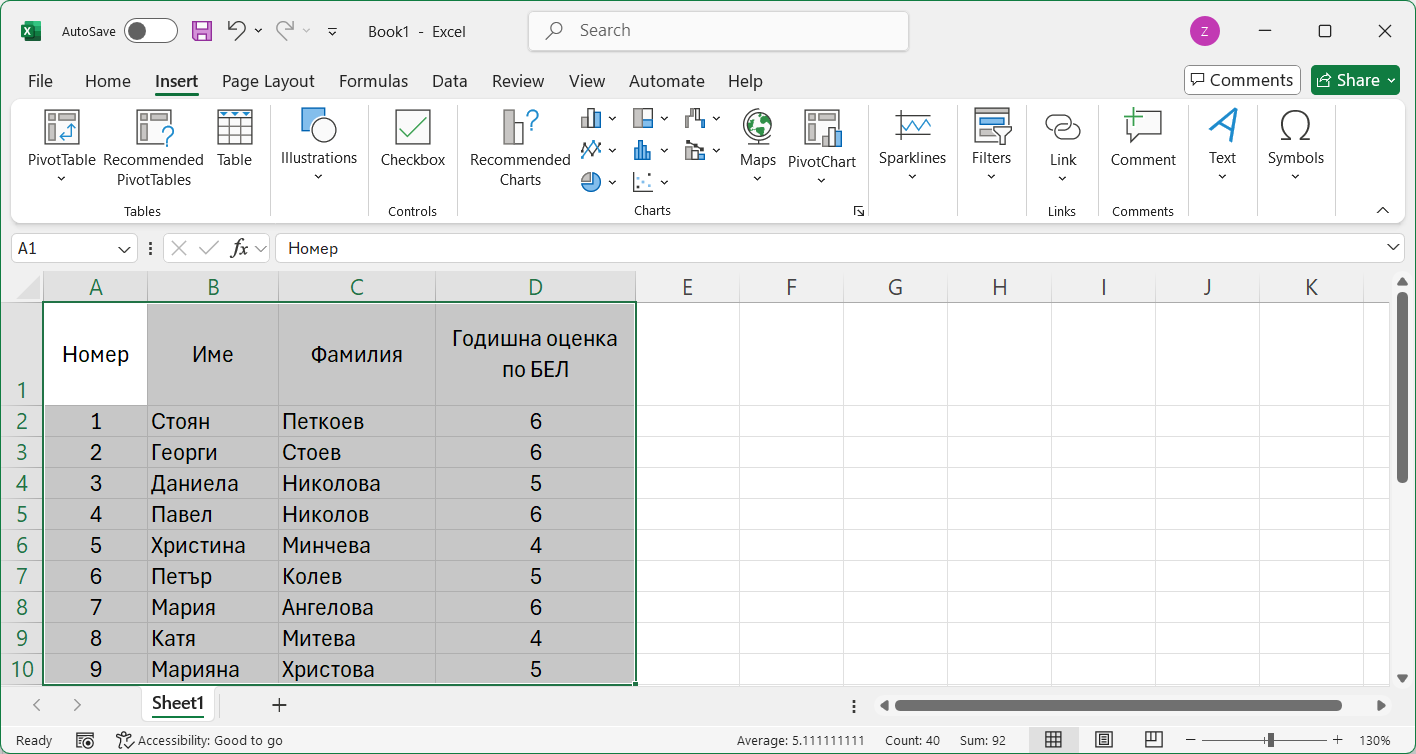 AutoSave Book1 - Excel Search Z
File Home Insert Page Layout Formulas Data Review View Automate Help Comments Share
PivotTable Recommended PivotTables Table Illustrations Checkbox Recommended Charts Maps PivotChart Sparklines Filters Link Comment Text Symbols
Tables Controls Charts Links Comments
A1 fx Номер
A B C D E F G H I J K
1 Номер Име Фамилия Годишна оценка по БЕЛ
2 1 Стоян Петкоев 6
3 2 Георги Стоев 6
4 3 Даниела Николова 5
5 4 Павел Николов 6
6 5 Христина Минчева 4
7 6 Петър Колев 5
8 7 Мария Ангелова 6
9 8 Катя Митева 4
10 9 Марияна Христова 5
Sheet1
Ready Accessibility: Good to go Average: 5.111111111 Count: 40 Sum: 92 130%